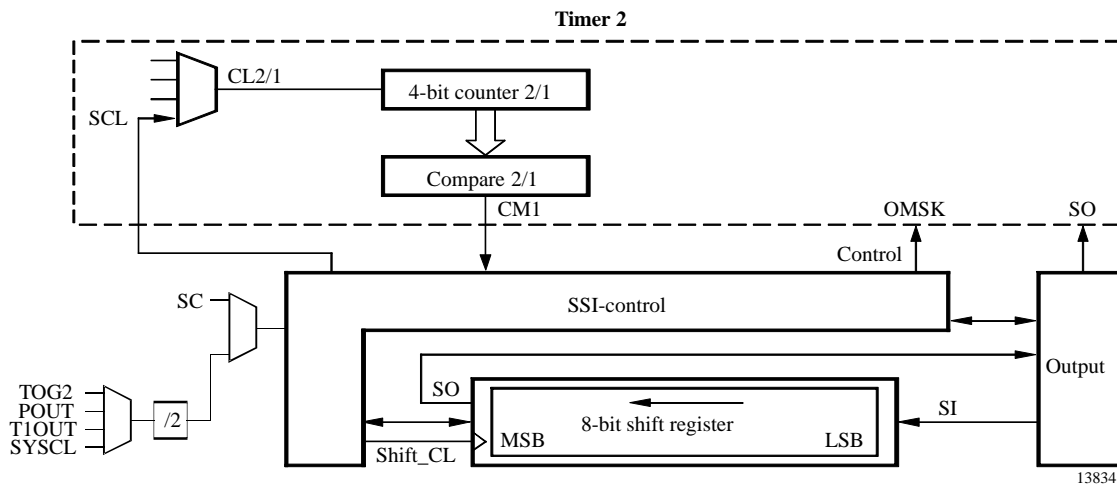 Timer 2
CL2/1
4-bit counter 2/1
SCL
Compare 2/1
CM1
OMSK
SO
Control
SC
SSI-control
Output
TOG2
POUT
T1OUT
SYSCL
/2
SO
SI
8-bit shift register
MSB
LSB
Shift_CL
13834